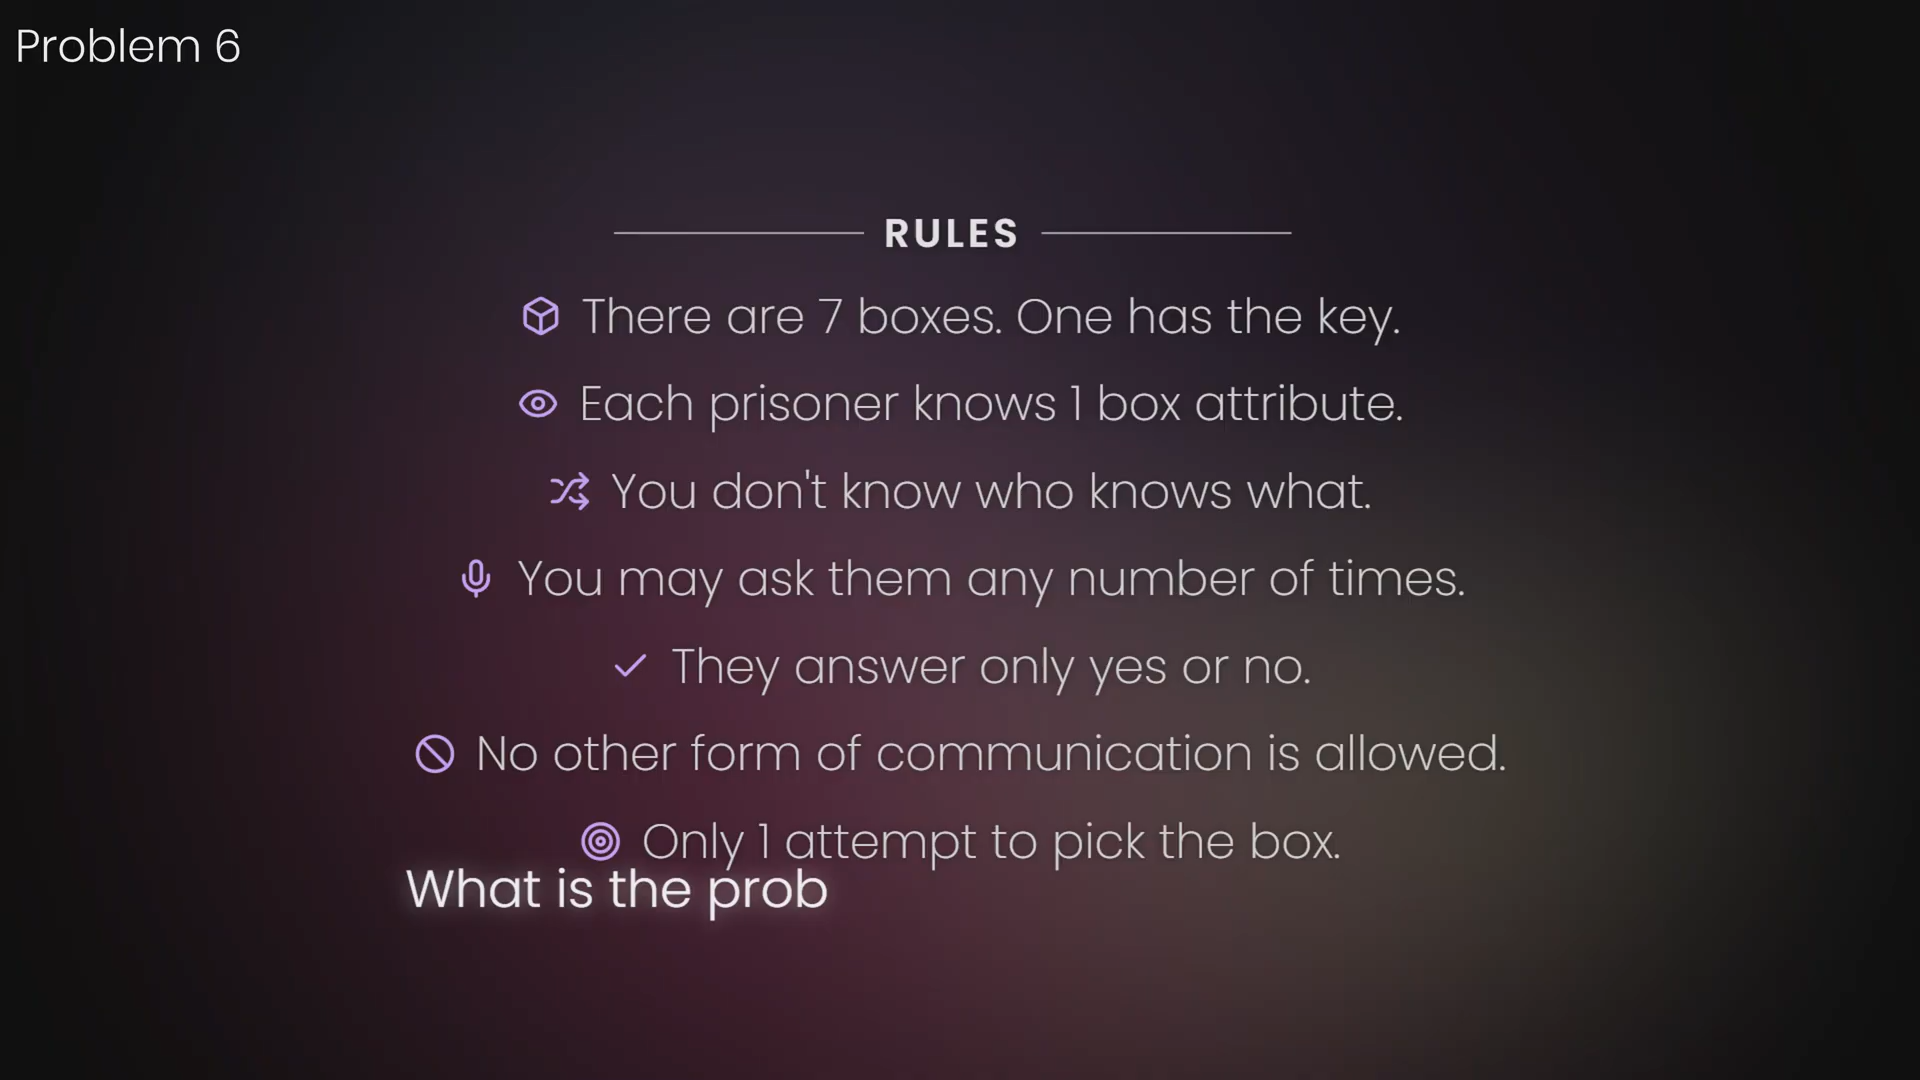 Problem 6
RULES
There are 7 boxes. One has the key.
Each prisoner knows 1 box attribute.
You don't know who knows what.
You may ask them any number of times.
They answer only yes or no.
No other form of communication is allowed.
Only 1 attempt to pick the box.
What is the prob